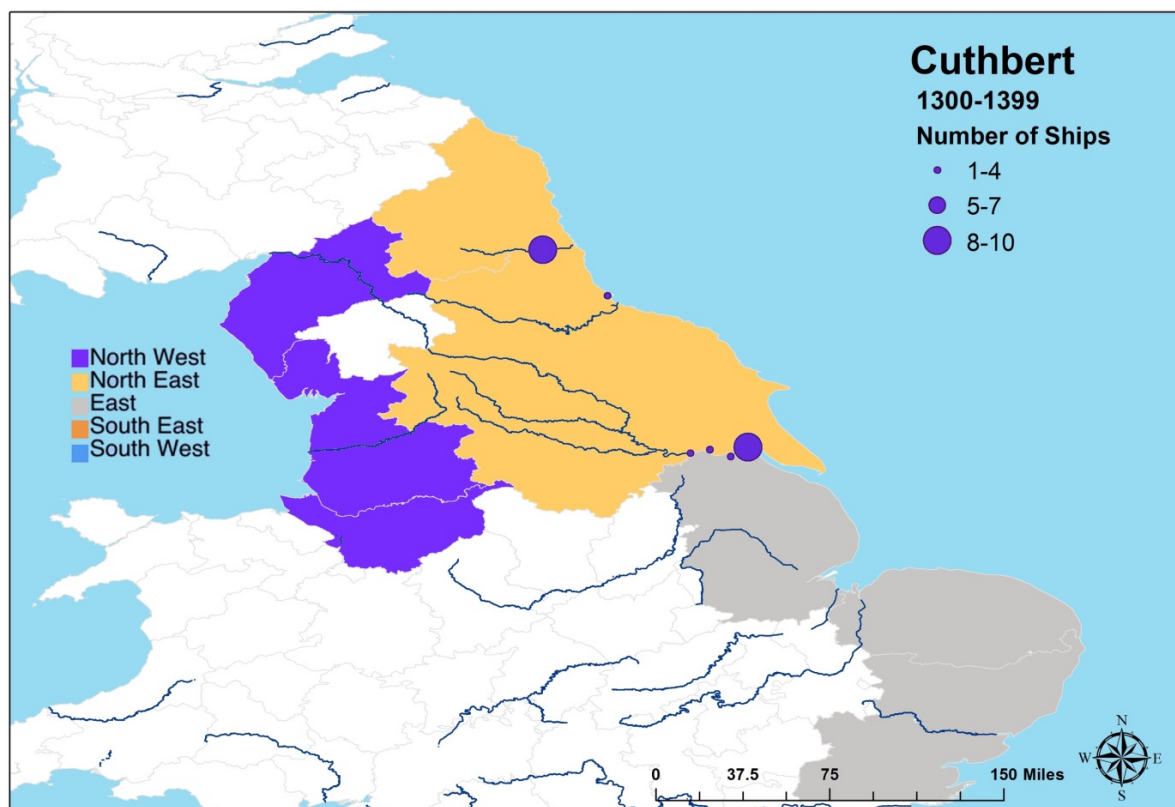 Cuthbert
1300-1399
Number of Ships
1-4
5-7
8-10
North West
North East
East
South East
South West
N
W E
S
0 37.5 75 150 Miles